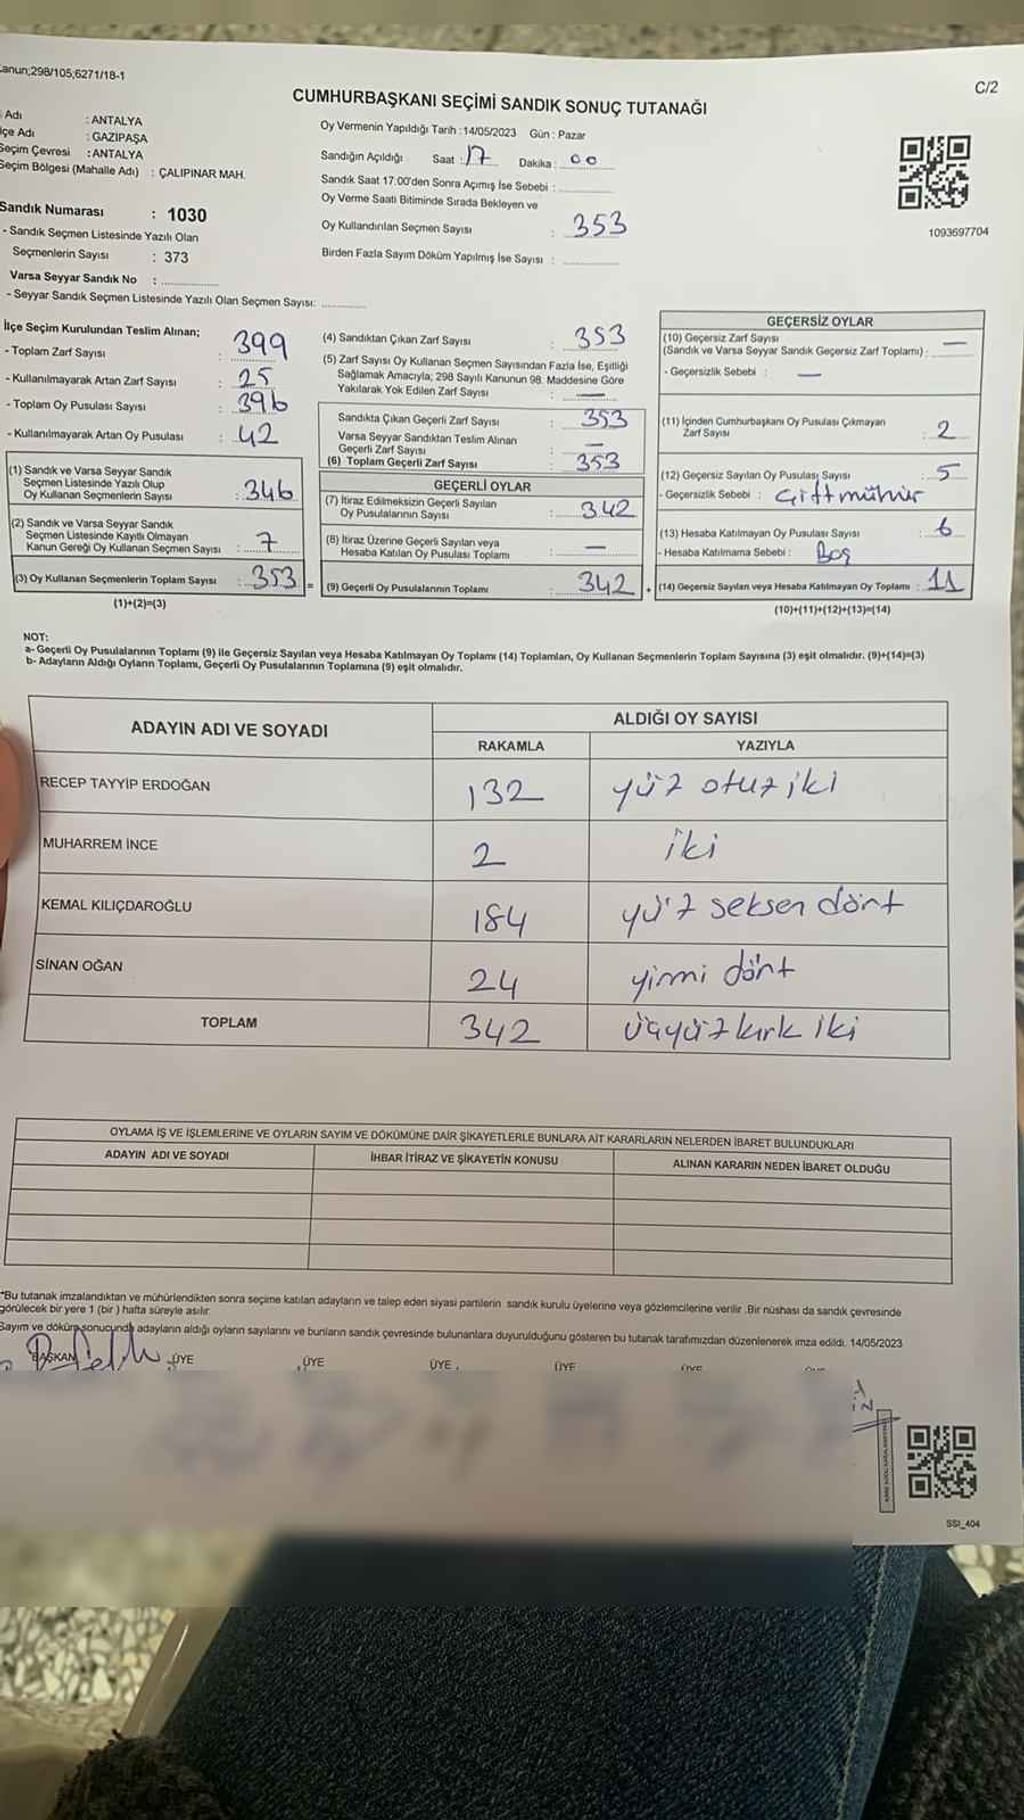 anun;298/105,6271/18-1
C/2
CUMHURBAŞKANI SEÇİMİ SANDIK SONUÇ TUTANAĞI
Adı : ANTALYA
çe Adı : GAZIPAŞA
Seçim Çevresi : ANTALYA
Seçim Bölgesi (Mahalle Adı) : ÇALIPINAR MAH.
Sandık Numarası : 1030
- Sandık Seçmen Listesinde Yazılı Olan
Seçmenlerin Sayısı : 373
Varsa Seyyar Sandık No :
- Seyyar Sandık Seçmen Listesinde Yazılı Olan Seçmen Sayısı:
Oy Vermenin Yapıldığı Tarih : 14/05/2023 Gün : Pazar
Sandığın Açıldığı Saat : 17 Dakika : 00
Sandık Saat 17:00'den Sonra Açımış İse Sebebi :
Oy Verme Saati Bitiminde Sırada Bekleyen ve
Oy Kullandırılan Seçmen Sayısı : 353
Birden Fazla Sayım Döküm Yapılmış İse Sayısı :
1093697704
İlçe Seçim Kurulundan Teslim Alınan;
- Toplam Zarf Sayısı : 399
- Kullanılmayarak Artan Zarf Sayısı : 25
- Toplam Oy Pusulası Sayısı : 396
- Kullanılmayarak Artan Oy Pusulası : 42
(1) Sandık ve Varsa Seyyar Sandık
Seçmen Listesinde Yazılı Olup
Oy Kullanan Seçmenlerin Sayısı : 346
(2) Sandık ve Varsa Seyyar Sandık
Seçmen Listesinde Kayıtlı Olmayan
Kanun Gereği Oy Kullanan Seçmen Sayısı : 7
(3) Oy Kullanan Seçmenlerin Toplam Sayısı : 353 =
(1)+(2)=(3)
(4) Sandıktan Çıkan Zarf Sayısı : 353
(5) Zarf Sayısı Oy Kullanan Seçmen Sayısından Fazla İse, Eşitliği
Sağlamak Amacıyla; 298 Sayılı Kanunun 98. Maddesine Göre
Yakılarak Yok Edilen Zarf Sayısı : —
Sandıkta Çıkan Geçerli Zarf Sayısı : 353
Varsa Seyyar Sandıktan Teslim Alınan
Geçerli Zarf Sayısı : —
(6) Toplam Geçerli Zarf Sayısı : 353
GEÇERLİ OYLAR
(7) İtiraz Edilmeksizin Geçerli Sayılan
Oy Pusulalarının Sayısı : 342
(8) İtiraz Üzerine Geçerli Sayılan veya
Hesaba Katılan Oy Pusulası Toplamı : —
(9) Geçerli Oy Pusulalarının Toplamı : 342 +
GEÇERSİZ OYLAR
(10) Geçersiz Zarf Sayısı
(Sandık ve Varsa Seyyar Sandık Geçersiz Zarf Toplamı) : —
- Geçersizlik Sebebi : —
(11) İçinden Cumhurbaşkanı Oy Pusulası Çıkmayan
Zarf Sayısı : 2
(12) Geçersiz Sayılan Oy Pusulası Sayısı : 5
- Geçersizlik Sebebi : Çift mühür
(13) Hesaba Katılmayan Oy Pusulası Sayısı : 6
- Hesaba Katılmama Sebebi : Boş
(14) Geçersiz Sayılan veya Hesaba Katılmayan Oy Toplamı : 11
(10)+(11)+(12)+(13)=(14)
NOT:
a- Geçerli Oy Pusulalarının Toplamı (9) ile Geçersiz Sayılan veya Hesaba Katılmayan Oy Toplamı (14) Toplamları, Oy Kullanan Seçmenlerin Toplam Sayısına (3) eşit olmalıdır. (9)+(14)=(3)
b- Adayların Aldığı Oyların Toplamı, Geçerli Oy Pusulalarının Toplamına (9) eşit olmalıdır.
ADAYIN ADI VE SOYADI ALDIĞI OY SAYISI
RAKAMLA YAZIYLA
RECEP TAYYİP ERDOĞAN 132 yüz otuz iki
MUHARREM İNCE 2 iki
KEMAL KILIÇDAROĞLU 184 yüz seksen dört
SİNAN OĞAN 24 yirmi dört
TOPLAM 342 üçyüz kırk iki
OYLAMA İŞ VE İŞLEMLERİNE VE OYLARIN SAYIM VE DÖKÜMÜNE DAİR ŞİKAYETLERLE BUNLARA AİT KARARLARIN NELERDEN İBARET BULUNDUKLARI
ADAYIN ADI VE SOYADI İHBAR İTİRAZ VE ŞİKAYETİN KONUSU ALINAN KARARIN NEDEN İBARET OLDUĞU
*Bu tutanak imzalandıktan ve mühürlendikten sonra seçime katılan adayların ve talep eden siyasi partilerin sandık kurulu üyelerine veya gözlemcilerine verilir .Bir nüshası da sandık çevresinde
görülecek bir yere 1 (bir ) hafta süreyle asılır.
Sayım ve döküm sonucunda adayların aldığı oyların sayılarını ve bunların sandık çevresinde bulunanlara duyurulduğunu gösteren bu tutanak tarafımızdan düzenlenerek imza edildi. 14/05/2023
BAŞKAN ÜYE ÜYE ÜYE ÜYE
SSI_404